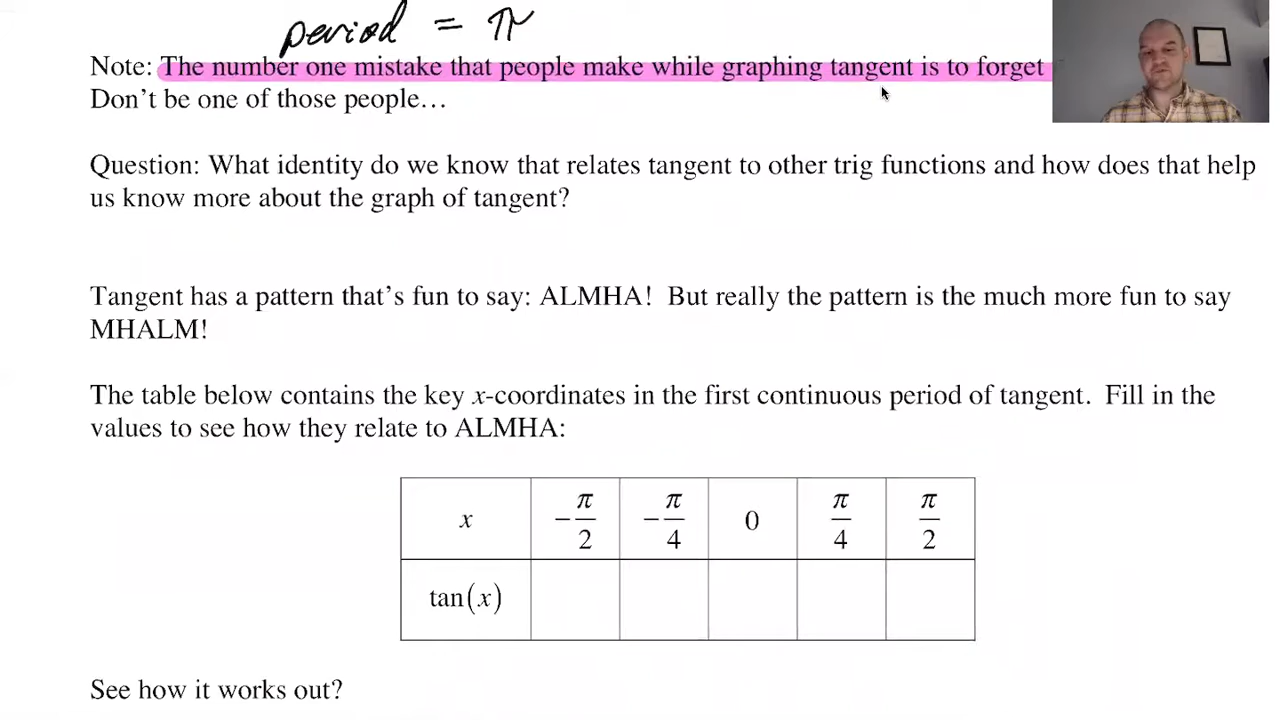 period = π
Note: The number one mistake that people make while graphing tangent is to forget
Don't be one of those people…
Question: What identity do we know that relates tangent to other trig functions and how does that help
us know more about the graph of tangent?
Tangent has a pattern that's fun to say: ALMHA!  But really the pattern is the much more fun to say
MHALM!
The table below contains the key x-coordinates in the first continuous period of tangent.  Fill in the
values to see how they relate to ALMHA:
x −π/2 −π/4 0 π/4 π/2
tan(x)
See how it works out?